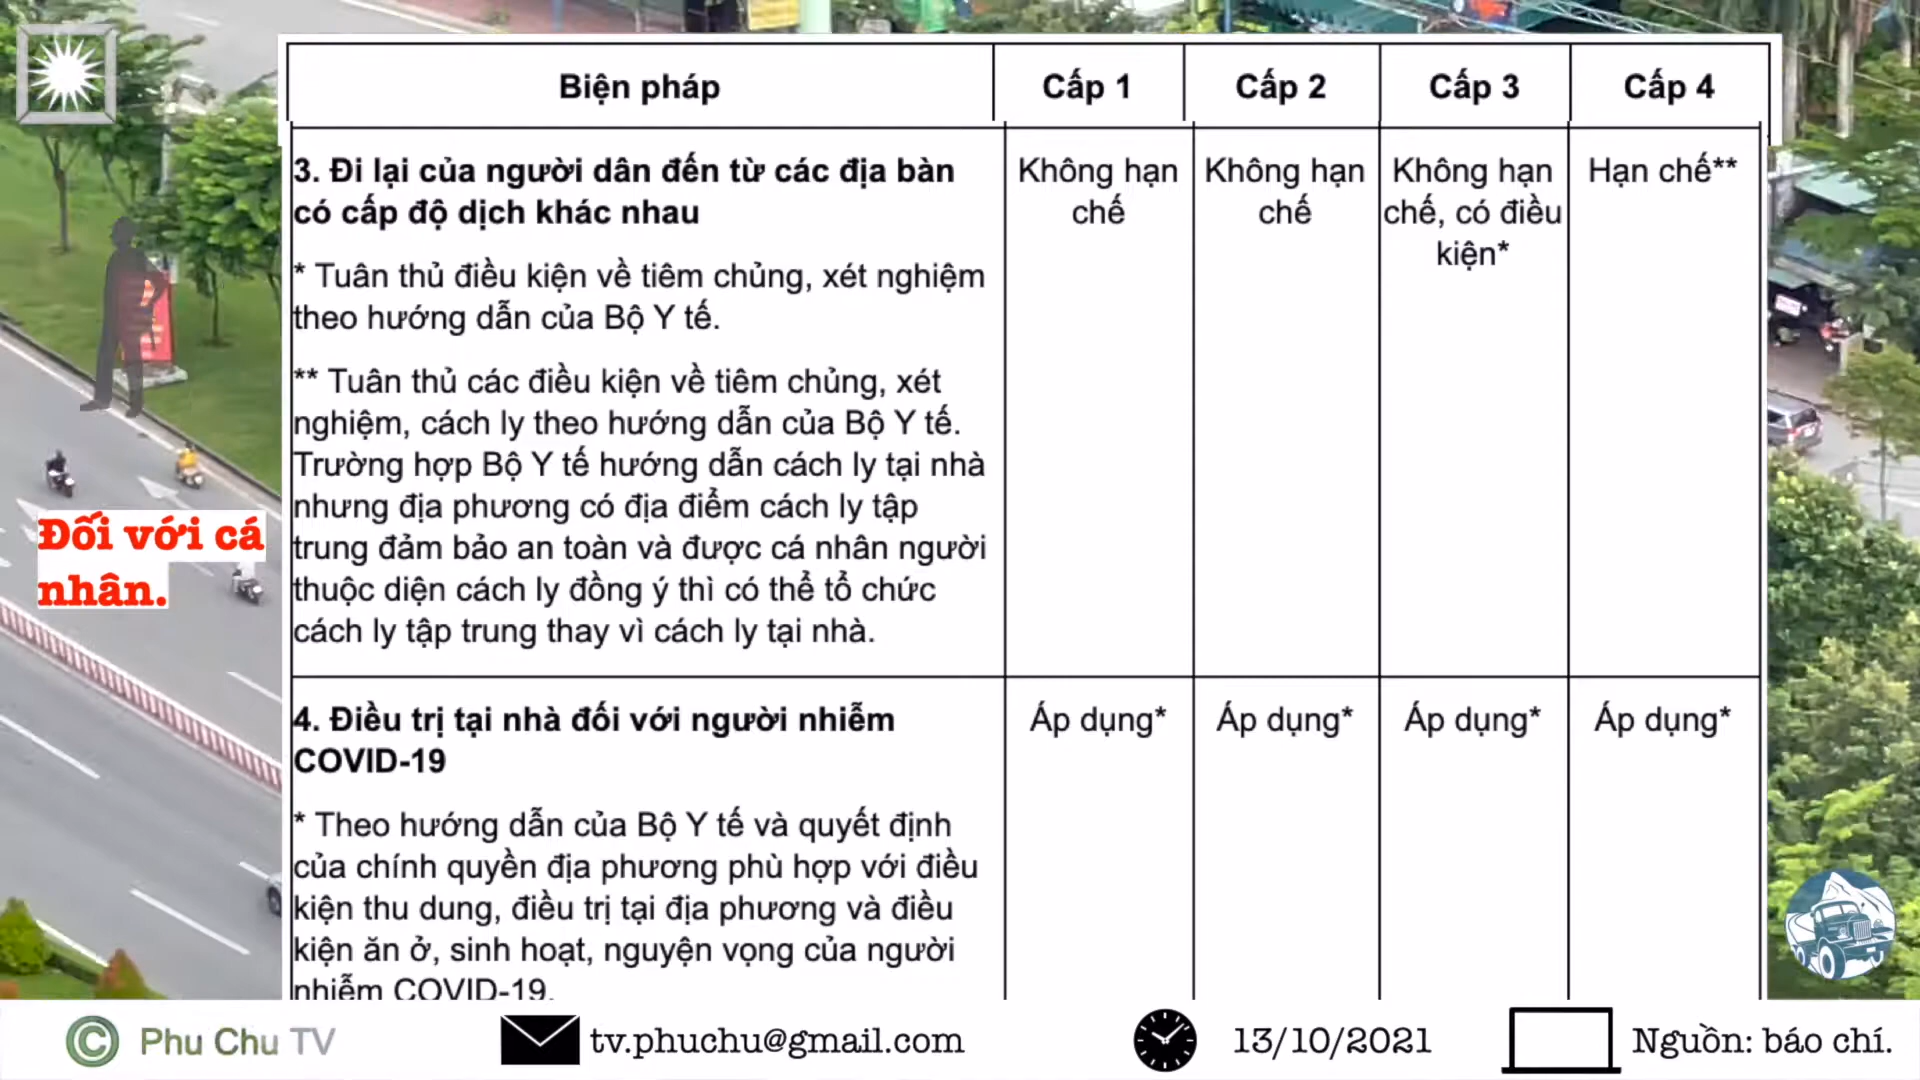 Biện pháp
Cấp 1
Cấp 2
Cấp 3
Cấp 4
3. Đi lại của người dân đến từ các địa bàn
có cấp độ dịch khác nhau
* Tuân thủ điều kiện về tiêm chủng, xét nghiệm
theo hướng dẫn của Bộ Y tế.
** Tuân thủ các điều kiện về tiêm chủng, xét
nghiệm, cách ly theo hướng dẫn của Bộ Y tế.
Trường hợp Bộ Y tế hướng dẫn cách ly tại nhà
nhưng địa phương có địa điểm cách ly tập
trung đảm bảo an toàn và được cá nhân người
thuộc diện cách ly đồng ý thì có thể tổ chức
cách ly tập trung thay vì cách ly tại nhà.
Không hạn
chế
Không hạn
chế
Không hạn
chế, có điều
kiện*
Hạn chế**
4. Điều trị tại nhà đối với người nhiễm
COVID-19
* Theo hướng dẫn của Bộ Y tế và quyết định
của chính quyền địa phương phù hợp với điều
kiện thu dung, điều trị tại địa phương và điều
kiện ăn ở, sinh hoạt, nguyện vọng của người
nhiễm COVID-19.
Áp dụng*
Áp dụng*
Áp dụng*
Áp dụng*
Đối với cá
nhân.
© Phu Chu TV
tv.phuchu@gmail.com
13/10/2021
Nguồn: báo chí.